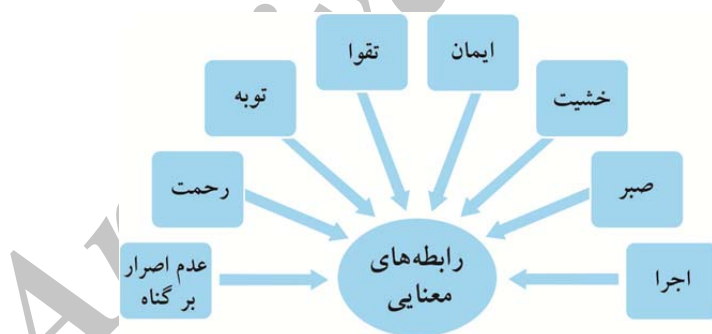 ایمان
تقوا
خشیت
توبه
صبر
رحمت
اجرا
رابطه‌های
معنایی
عدم اصرار
بر گناه